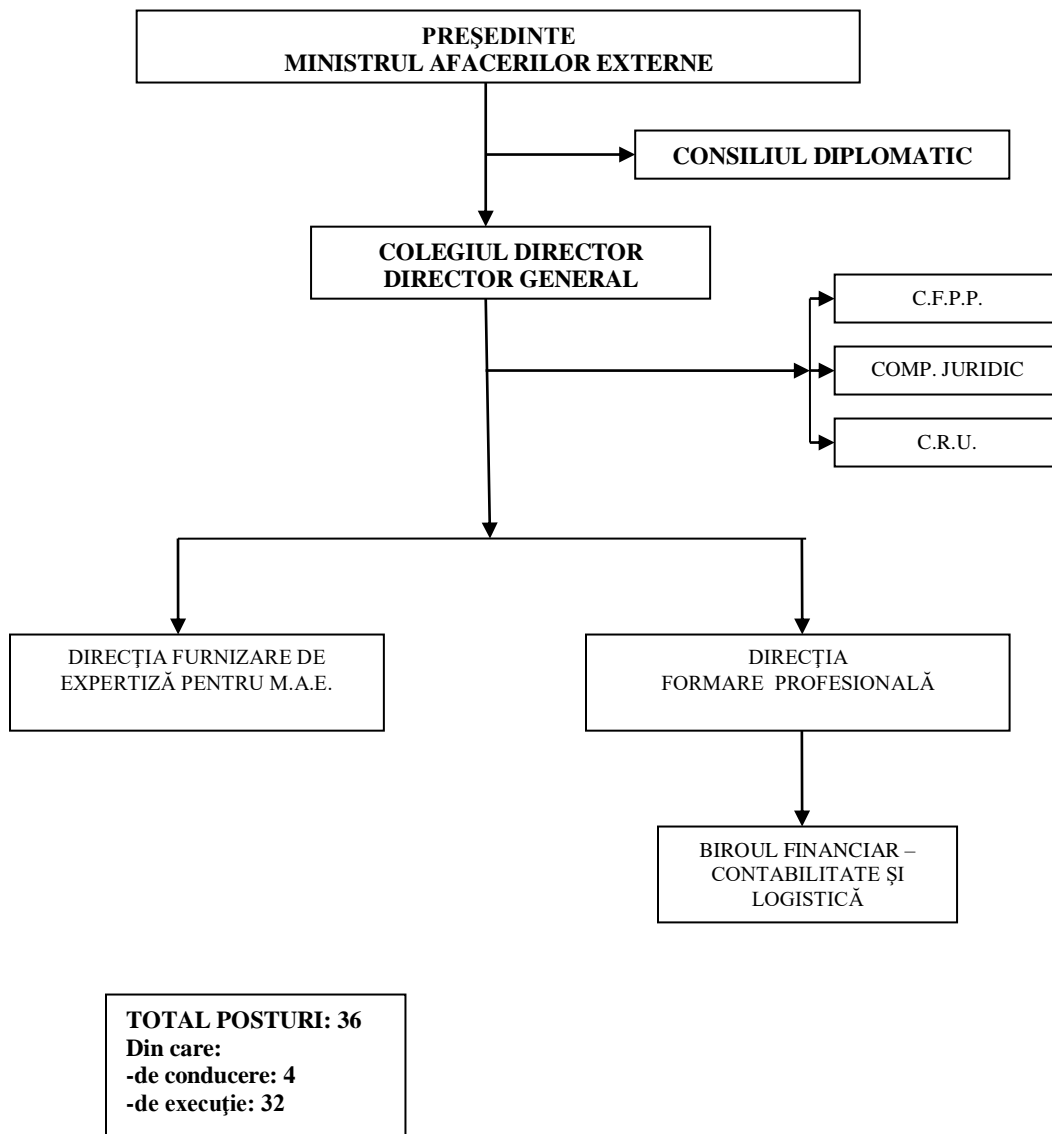 PREŞEDINTE
MINISTRUL AFACERILOR EXTERNE
CONSILIUL DIPLOMATIC
COLEGIUL DIRECTOR
DIRECTOR GENERAL
C.F.P.P.
COMP. JURIDIC
C.R.U.
DIRECŢIA FURNIZARE DE
EXPERTIZĂ PENTRU M.A.E.
DIRECŢIA
FORMARE PROFESIONALĂ
BIROUL FINANCIAR –
CONTABILITATE ŞI
LOGISTICĂ
TOTAL POSTURI: 36
Din care:
-de conducere: 4
-de execuţie: 32